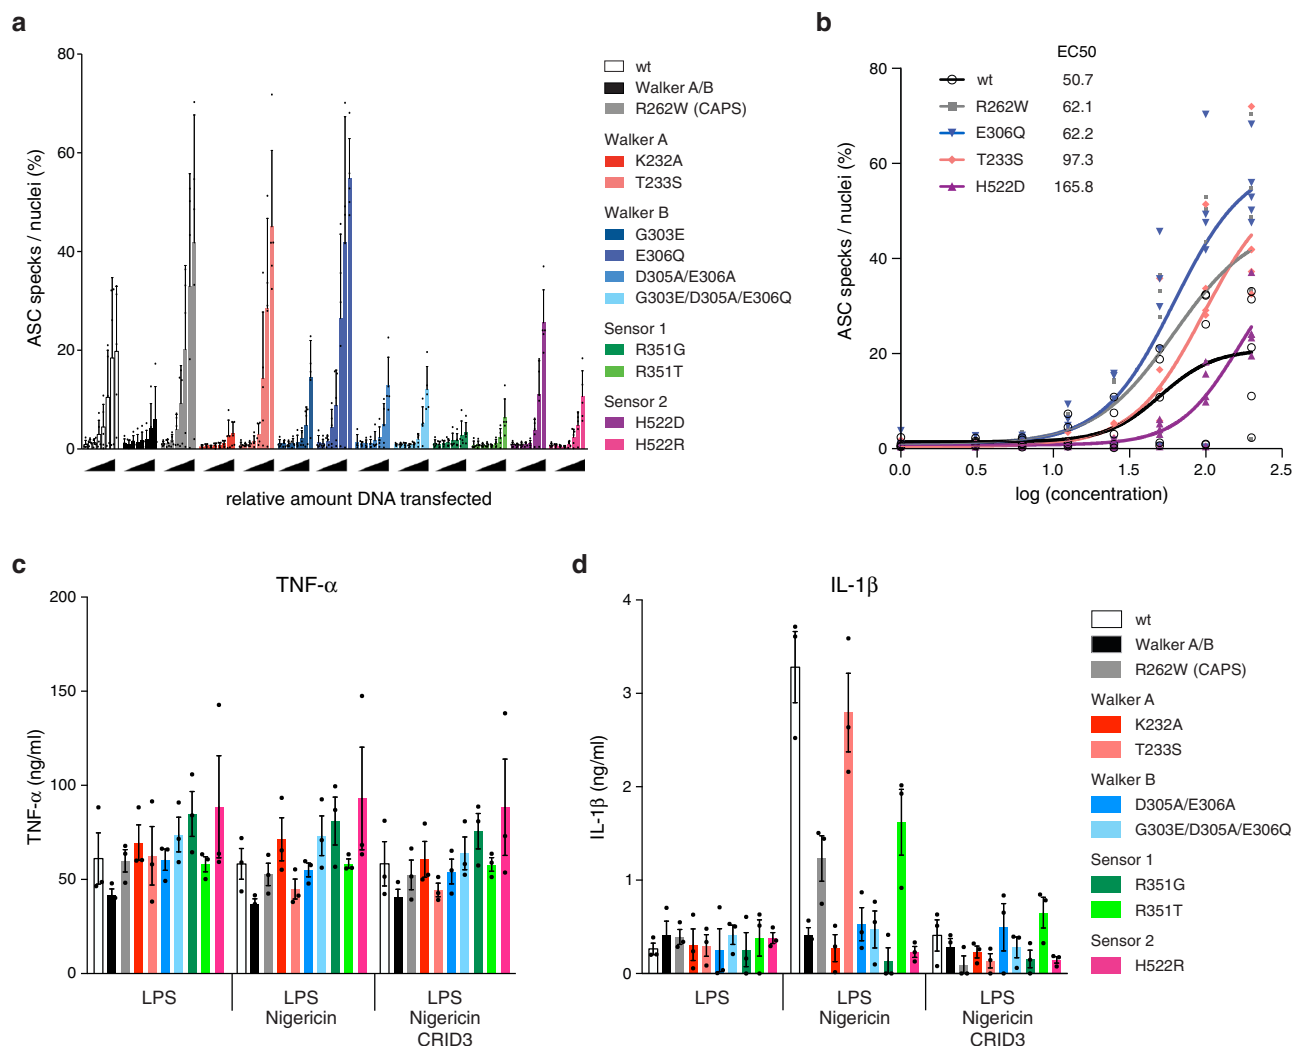 a
ASC specks / nuclei (%)
80
60
40
20
0
relative amount DNA transfected
wt
Walker A/B
R262W (CAPS)
Walker A
K232A
T233S
Walker B
G303E
E306Q
D305A/E306A
G303E/D305A/E306Q
Sensor 1
R351G
R351T
Sensor 2
H522D
H522R
b
EC50
wt 50.7
R262W 62.1
E306Q 62.2
T233S 97.3
H522D 165.8
ASC specks / nuclei (%)
80
60
40
20
0
0.0 0.5 1.0 1.5 2.0 2.5
log (concentration)
c
TNF-α
TNF-α (ng/ml)
200
150
100
50
0
LPS
LPS
Nigericin
LPS
Nigericin
CRID3
d
IL-1β
IL-1β (ng/ml)
4
3
2
1
0
LPS
LPS
Nigericin
LPS
Nigericin
CRID3
wt
Walker A/B
R262W (CAPS)
Walker A
K232A
T233S
Walker B
D305A/E306A
G303E/D305A/E306Q
Sensor 1
R351G
R351T
Sensor 2
H522R